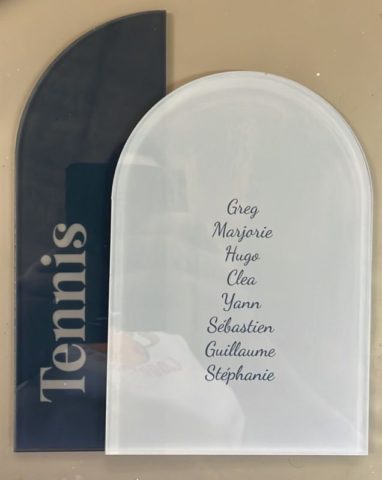 Tennis
Greg
Marjorie
Hugo
Clea
Yann
Sébastien
Guillaume
Stéphanie